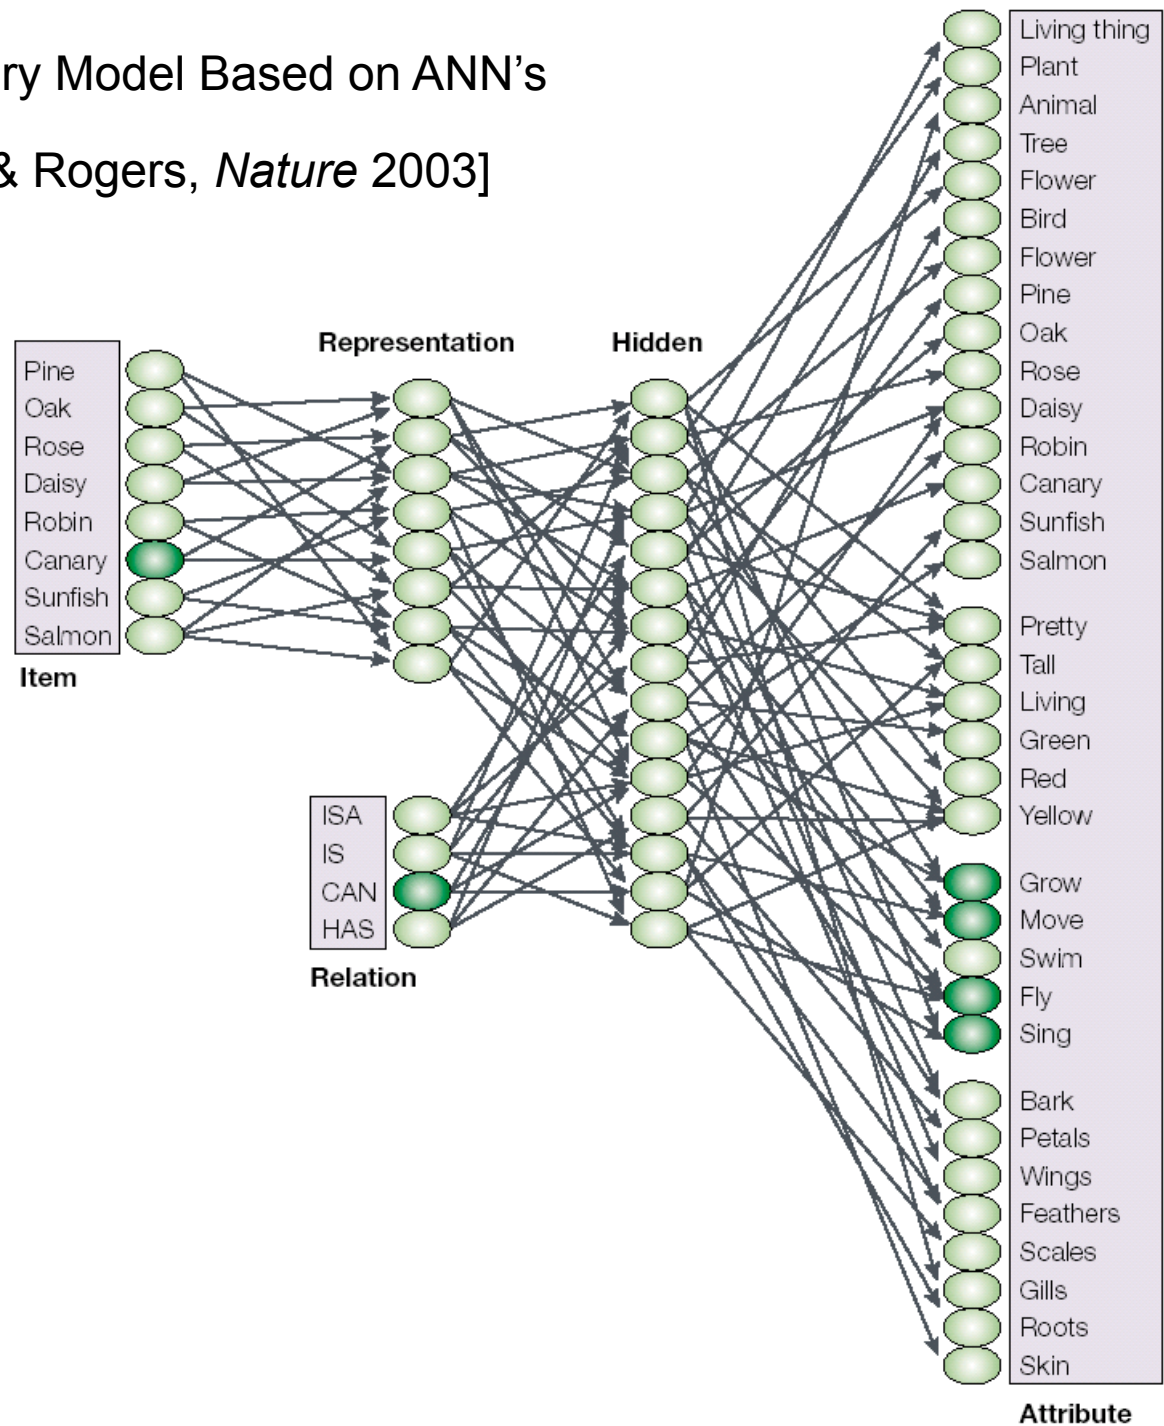 ry Model Based on ANN's
& Rogers, Nature 2003]
Representation
Hidden
Pine
Oak
Rose
Daisy
Robin
Canary
Sunfish
Salmon
Item
ISA
IS
CAN
HAS
Relation
Living thing
Plant
Animal
Tree
Flower
Bird
Flower
Pine
Oak
Rose
Daisy
Robin
Canary
Sunfish
Salmon
Pretty
Tall
Living
Green
Red
Yellow
Grow
Move
Swim
Fly
Sing
Bark
Petals
Wings
Feathers
Scales
Gills
Roots
Skin
Attribute